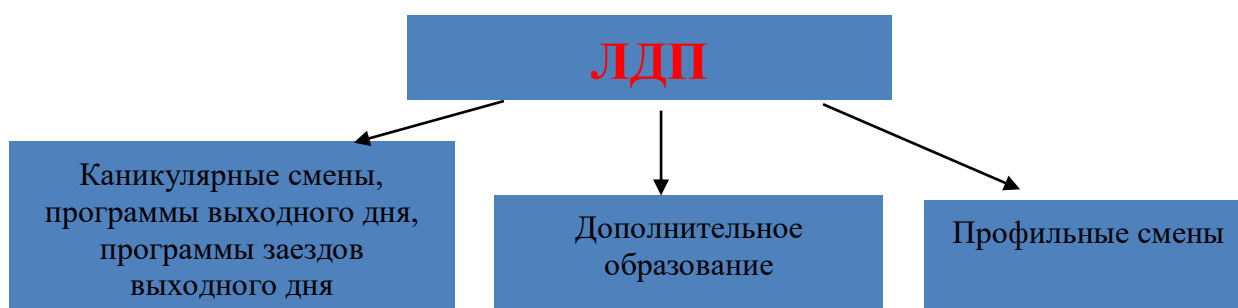 ЛДП
Каникулярные смены,
программы выходного дня,
программы заездов
выходного дня
Дополнительное
образование
Профильные смены